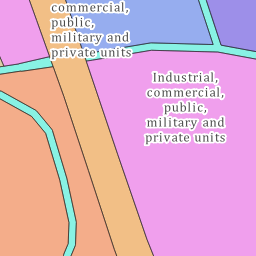 commercial,
public,
military and
private units
Industrial,
commercial,
public,
military and
private units